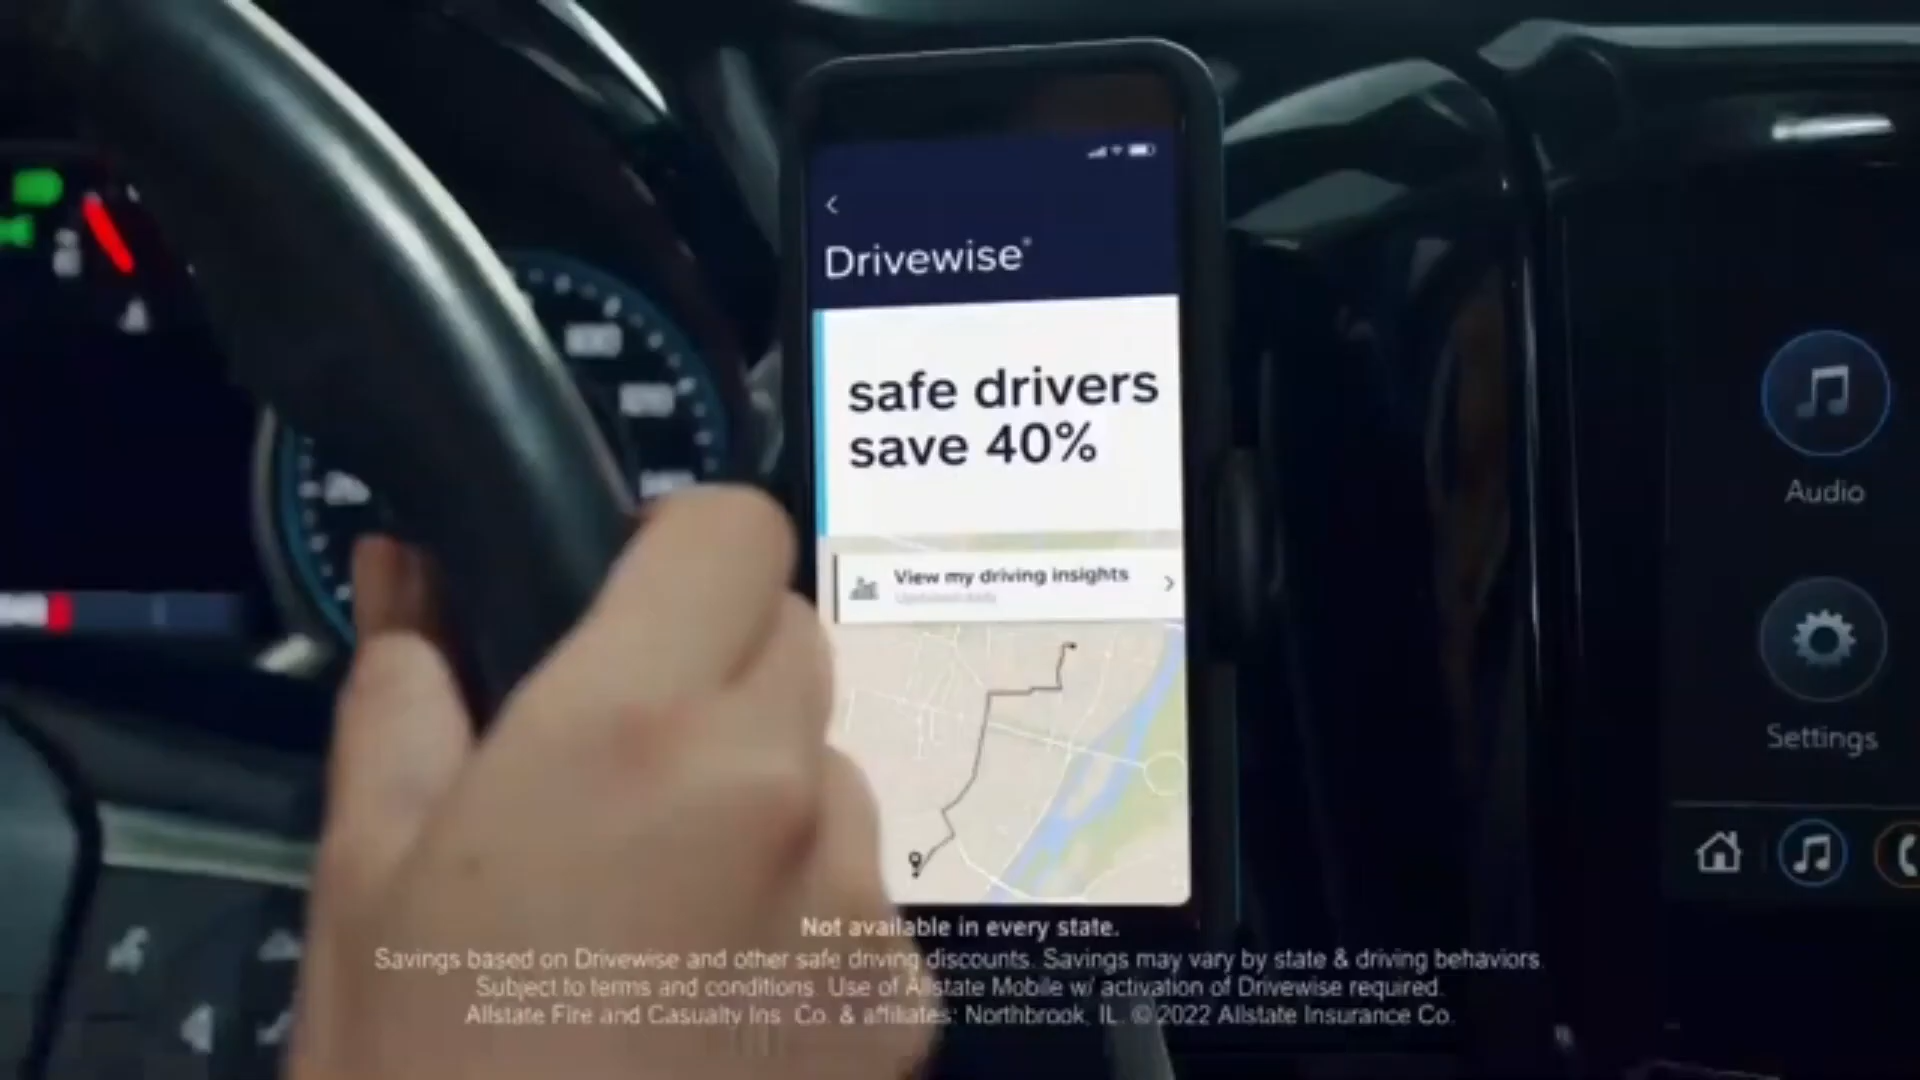 Drivewise®
safe drivers
save 40%
View my driving insights
Audio
Settings
Not available in every state.
Savings based on Drivewise and other safe driving discounts. Savings may vary by state & driving behaviors.
Subject to terms and conditions. Use of Allstate Mobile w/ activation of Drivewise required.
Allstate Fire and Casualty Ins. Co. & affiliates: Northbrook, IL. © 2022 Allstate Insurance Co.